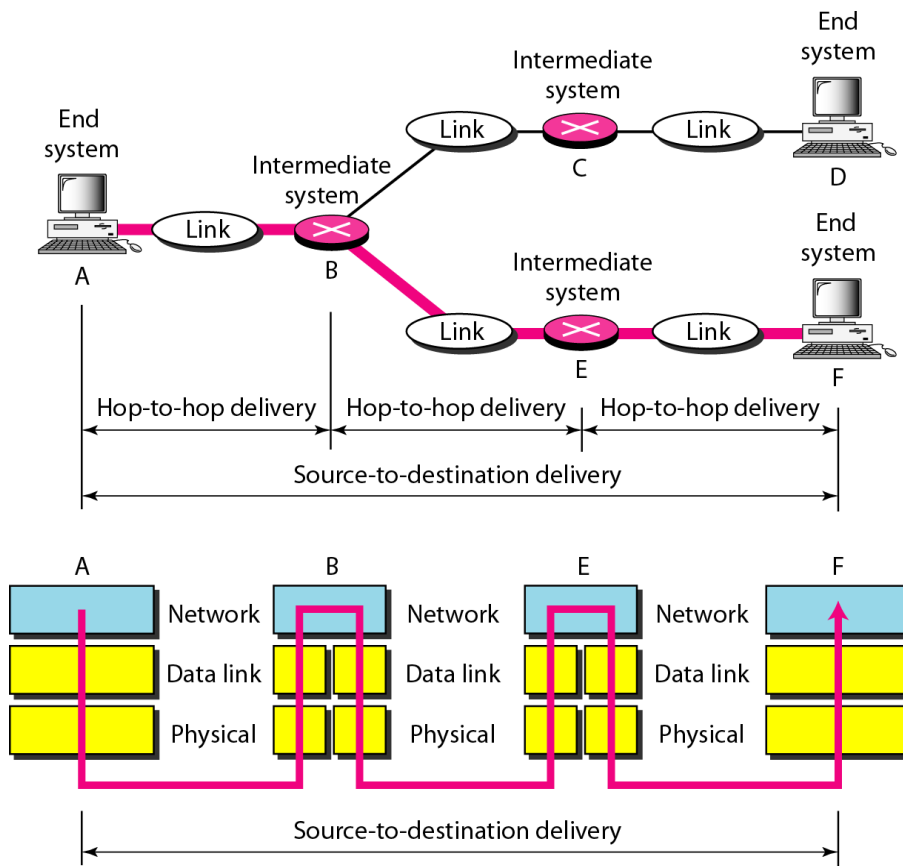 End
system
Intermediate
system
End
system
Link
Link
C
D
Intermediate
system
Link
A
B
End
system
Intermediate
system
Link
Link
E
F
Hop-to-hop delivery
Hop-to-hop delivery
Hop-to-hop delivery
Source-to-destination delivery
A
B
E
F
Network
Network
Network
Data link
Data link
Data link
Physical
Physical
Physical
Source-to-destination delivery